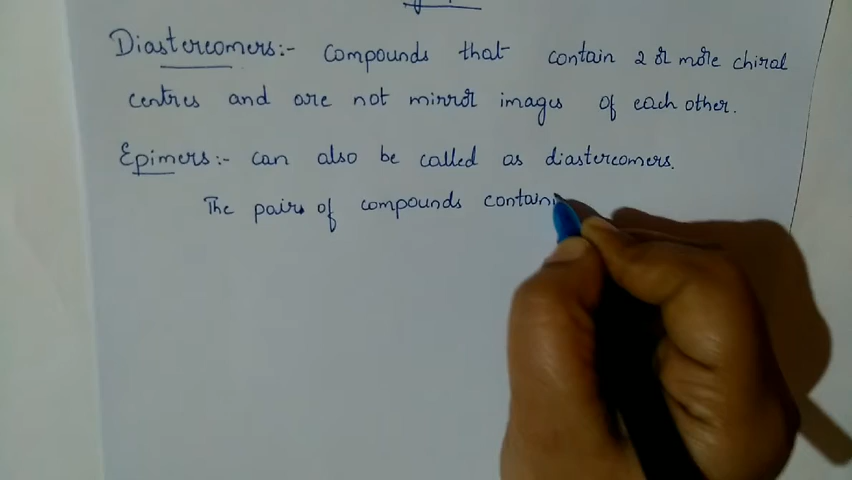 Diastereomers:- Compounds that contain 2 or more chiral
centres and are not mirror images of each other.
Epimers:- can also be called as diastereomers.
The pairs of compounds contain